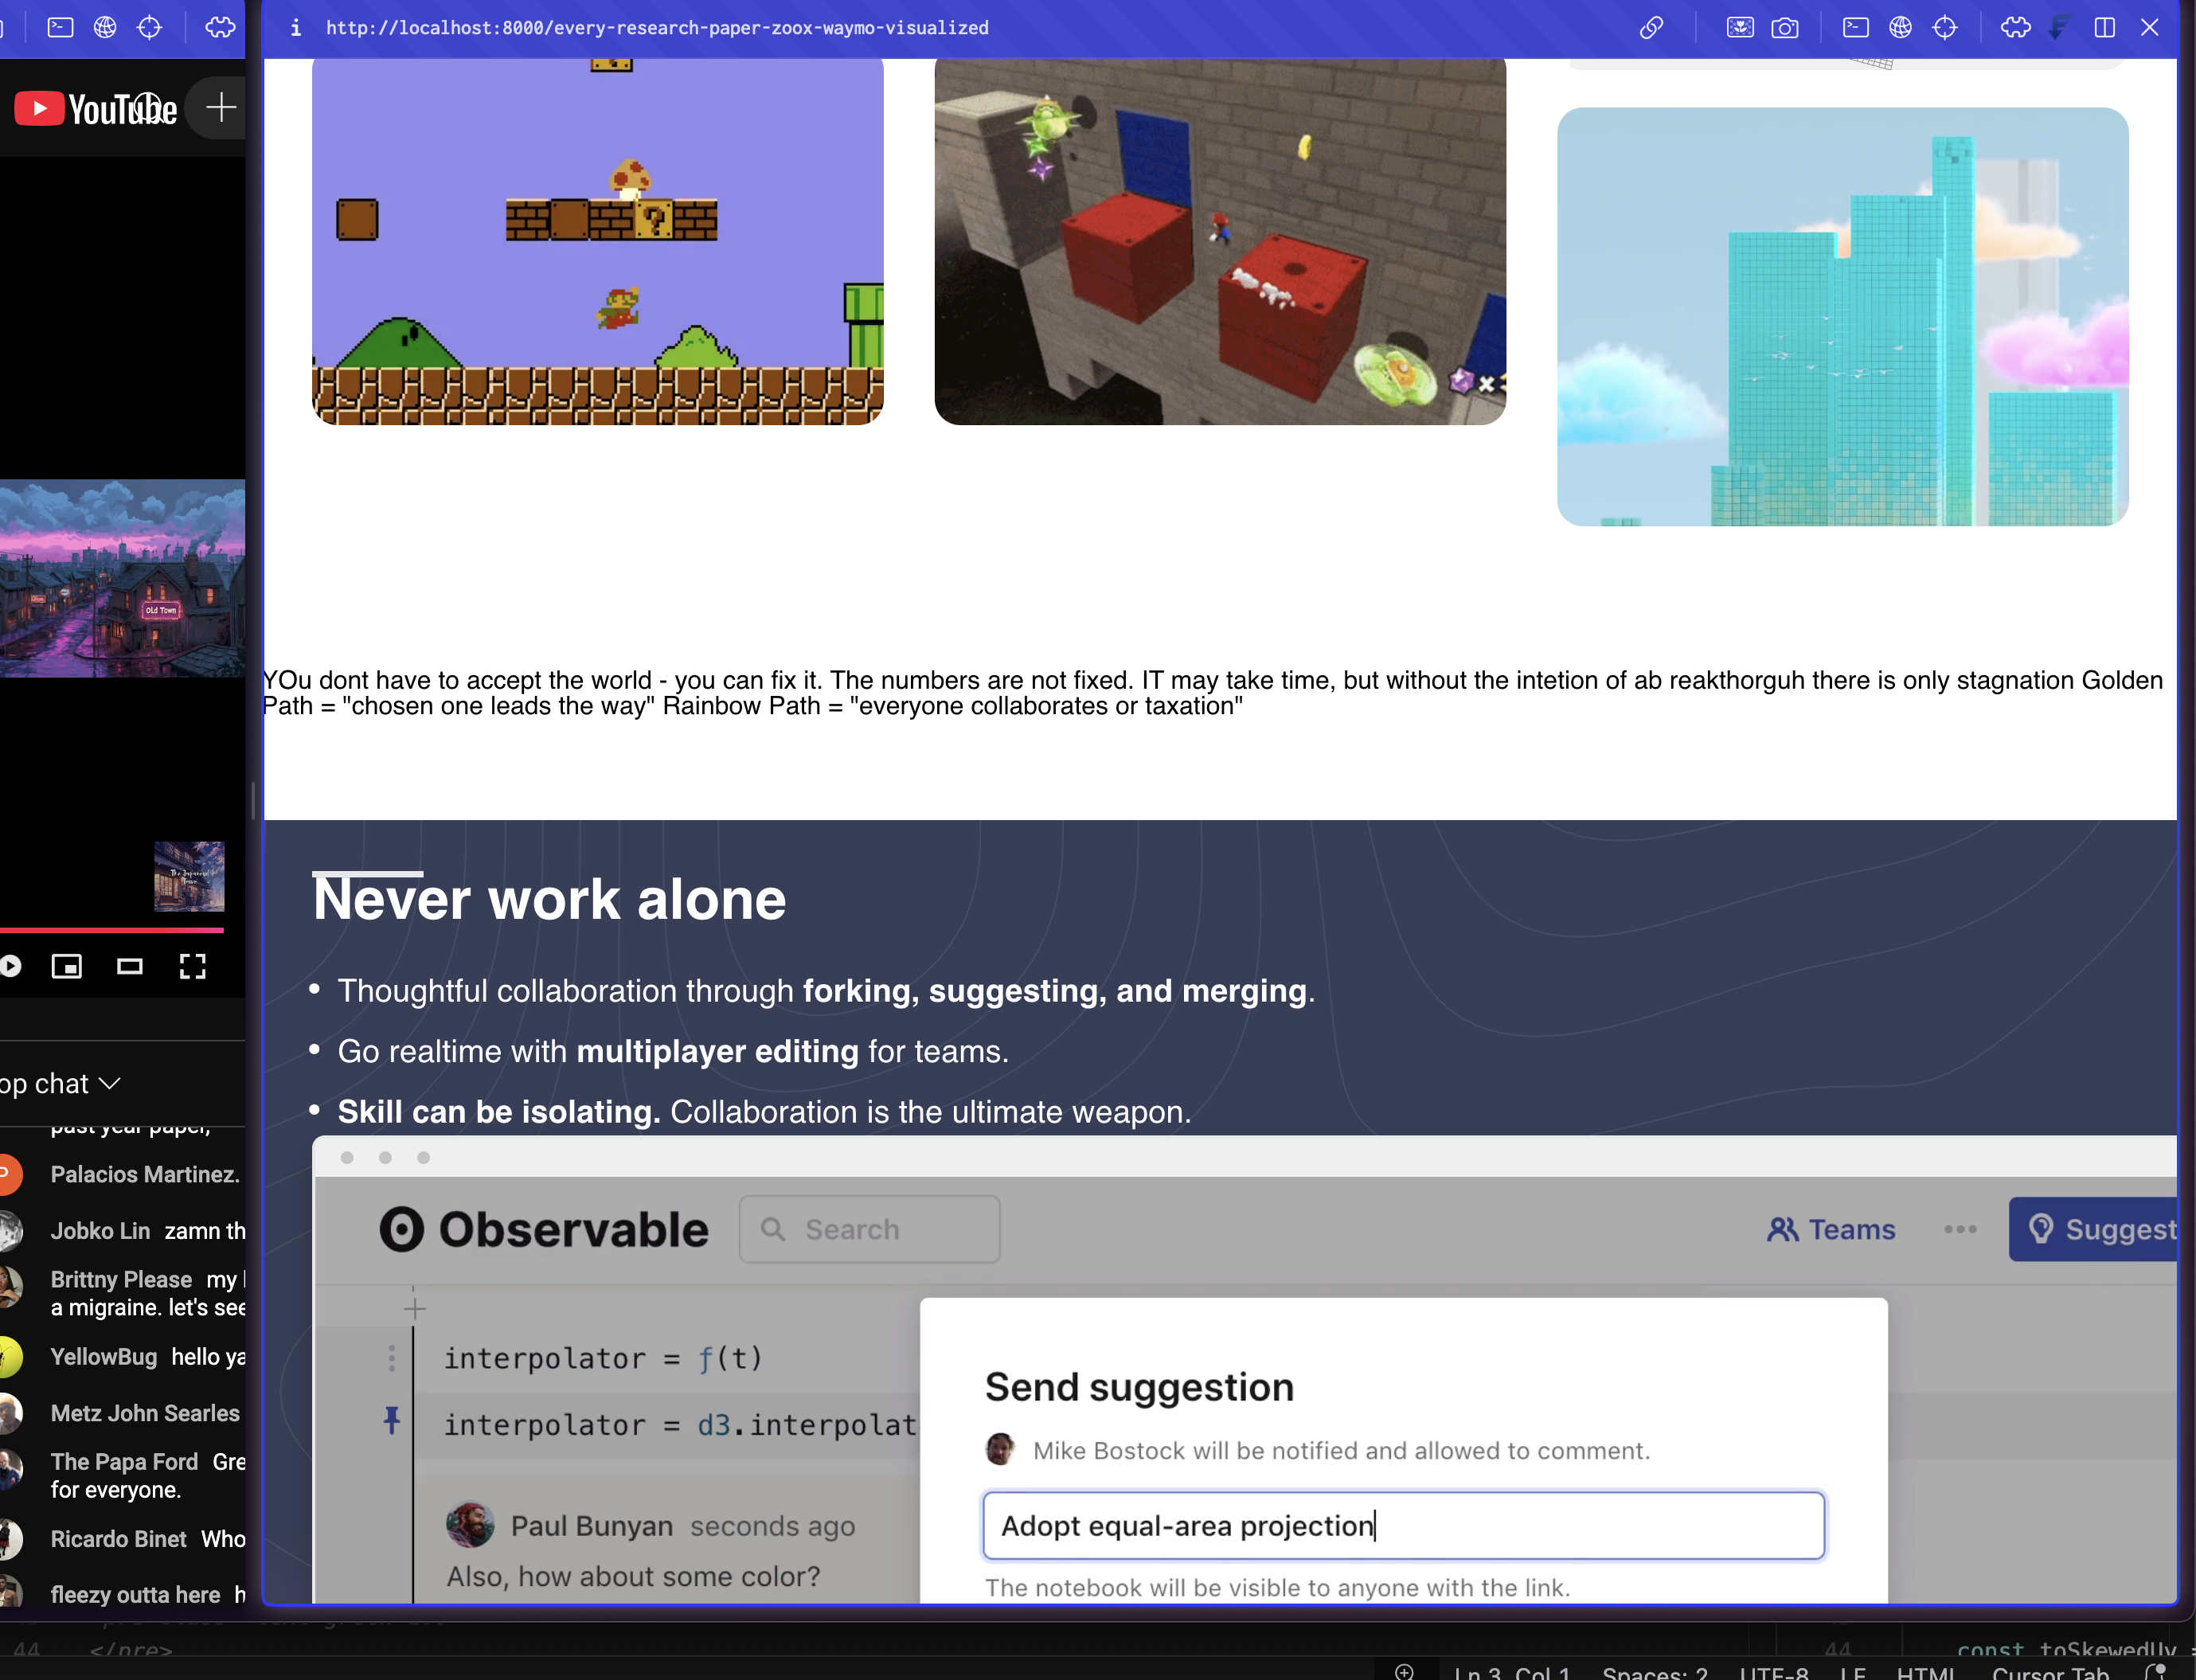 http://localhost:8000/every-research-paper-zoox-waymo-visualized
YouTube
Old Town
The Japanese Town
op chat
past year paper,
P
Palacios Martinez.
Jobko Lin zamn th
Brittny Please my
a migraine. let's see
YellowBug hello ya
Metz John Searles
The Papa Ford Gre
for everyone.
Ricardo Binet Who
fleezy outta here h
?
×
YOu dont have to accept the world - you can fix it. The numbers are not fixed. IT may take time, but without the intetion of ab reakthorguh there is only stagnation Golden
Path = "chosen one leads the way" Rainbow Path = "everyone collaborates or taxation"
Never work alone
• Thoughtful collaboration through forking, suggesting, and merging.
• Go realtime with multiplayer editing for teams.
• Skill can be isolating. Collaboration is the ultimate weapon.
Observable
Search
Teams
Suggest
interpolator = ƒ(t)
interpolator = d3.interpolat
Paul Bunyan seconds ago
Also, how about some color?
Send suggestion
Mike Bostock will be notified and allowed to comment.
Adopt equal-area projection
The notebook will be visible to anyone with the link.
44 </pre>
44 const toSkewedUv =
Ln 3, Col 1 Spaces: 2 UTF-8 LF HTML Cursor Tab